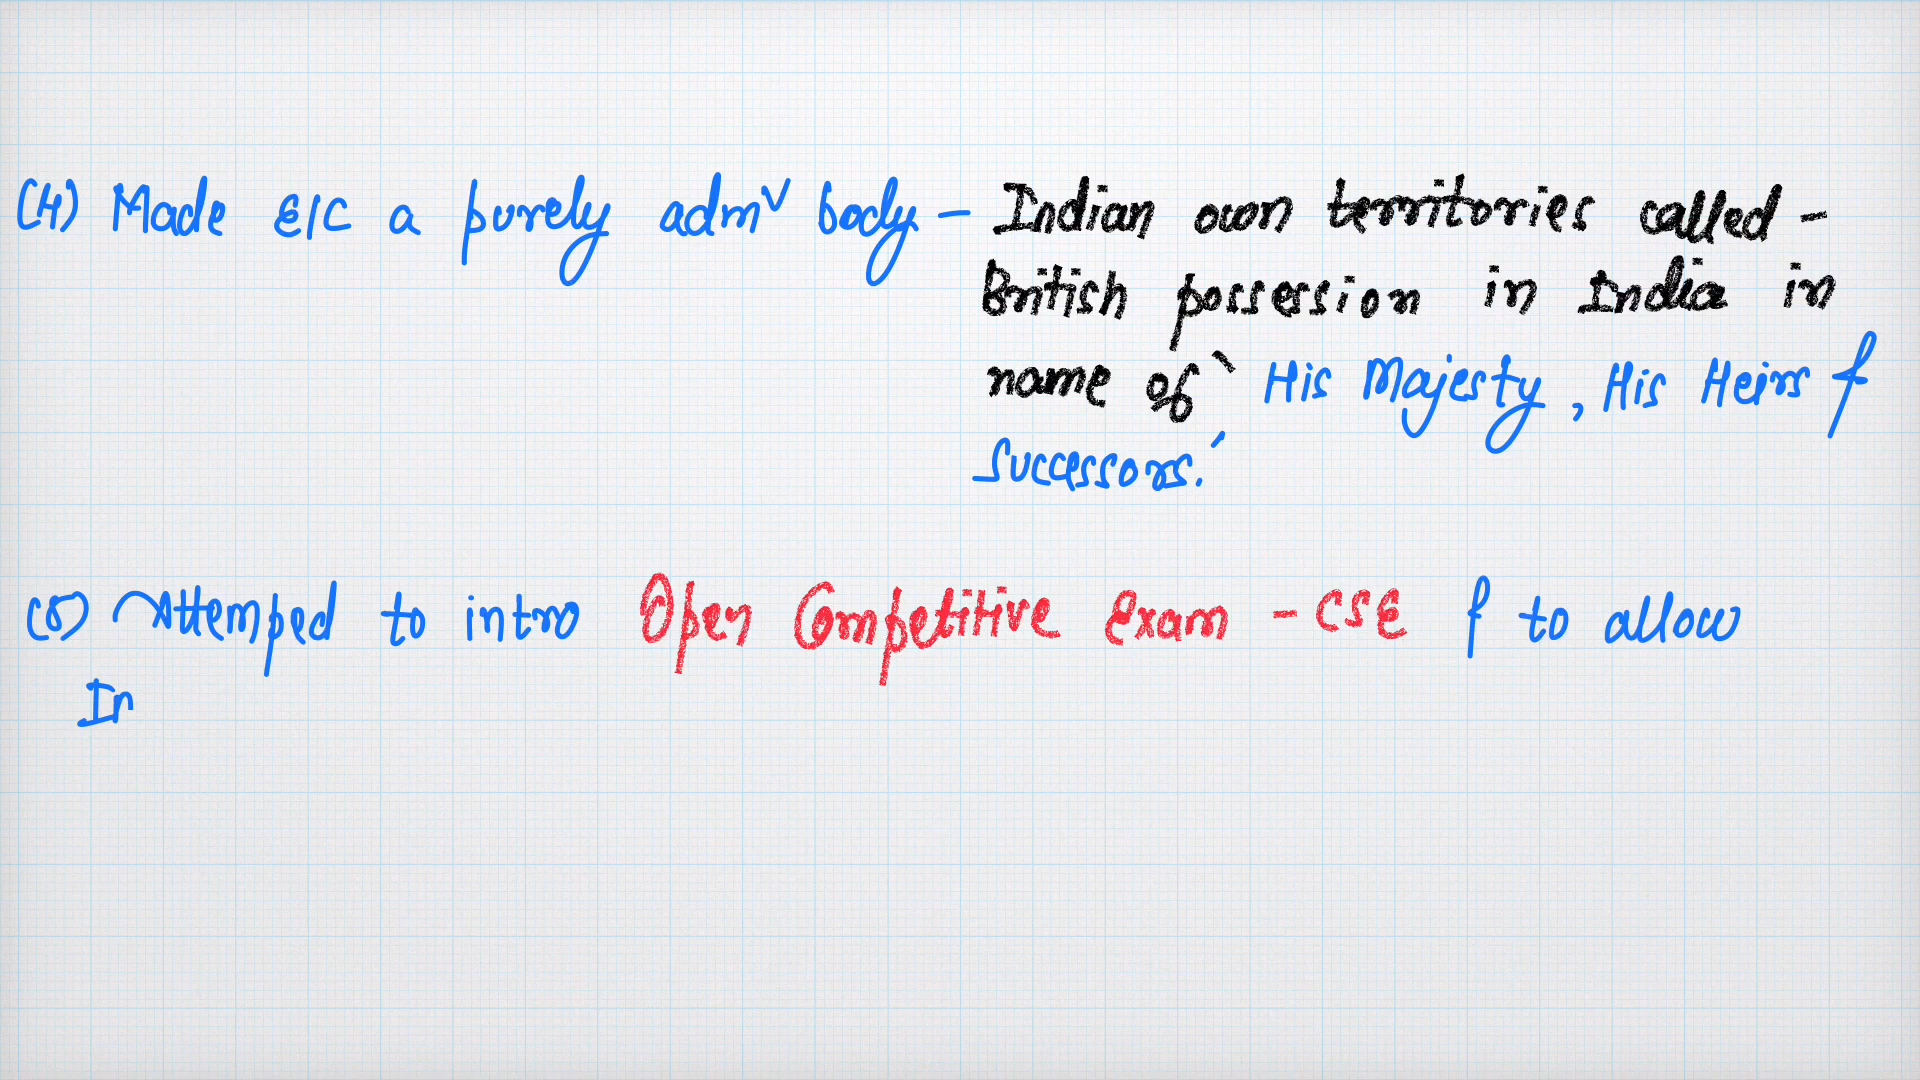 (4) Made EIC a purely admv body - Indian own territories called -
British possession in India in
name of `His Majesty, His Heirs &
Successors.'
(5) Attemped to intro Open Competitive Exam - CSE & to allow
In